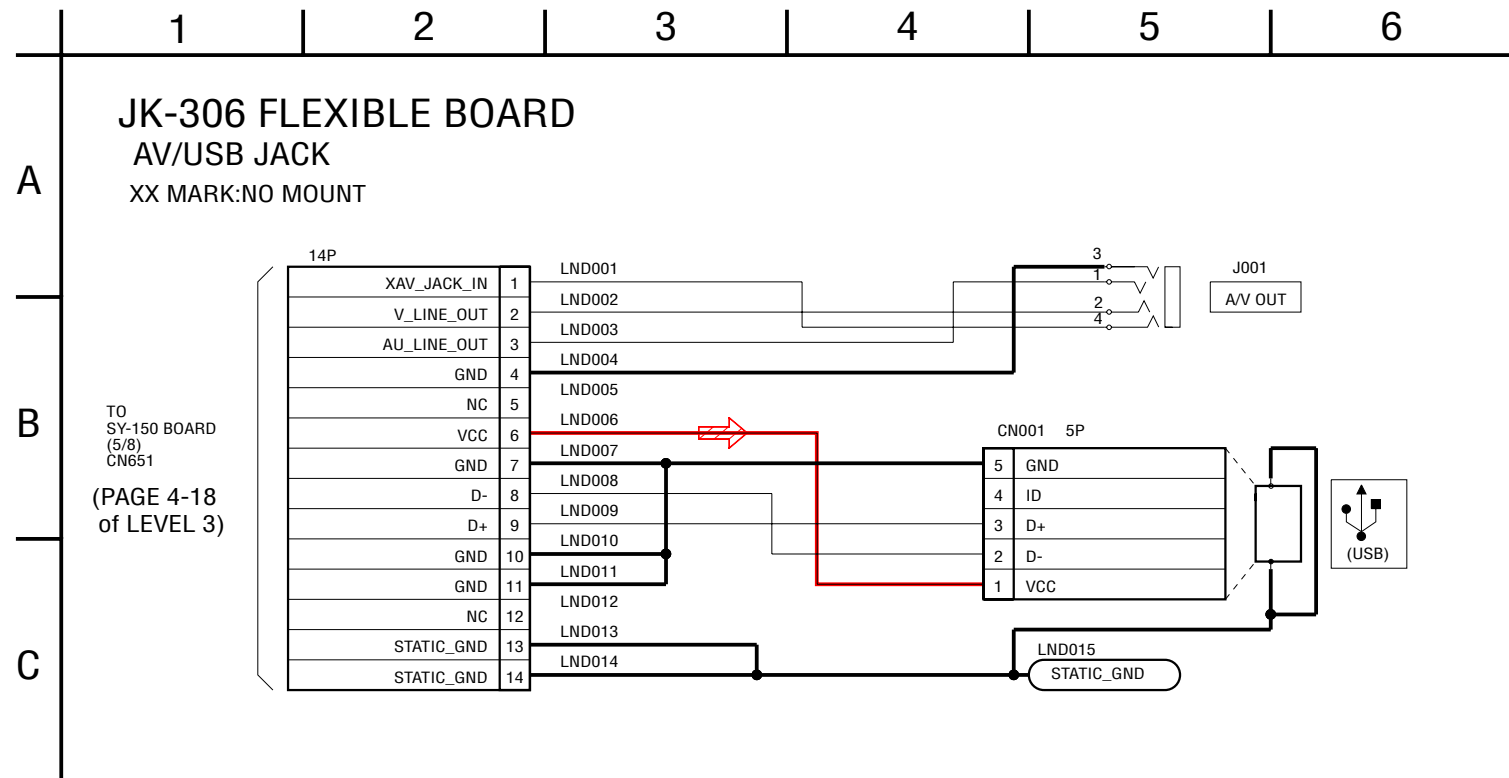 1 2 3 4 5 6
A
B
C
JK-306 FLEXIBLE BOARD
AV/USB JACK
XX MARK:NO MOUNT
TO
SY-150 BOARD
(5/8)
CN651
(PAGE 4-18
of LEVEL 3)
14P
XAV_JACK_IN 1 LND001
V_LINE_OUT 2 LND002
AU_LINE_OUT 3 LND003
GND 4 LND004
NC 5 LND005
VCC 6 LND006
GND 7 LND007
D- 8 LND008
D+ 9 LND009
GND 10 LND010
GND 11 LND011
NC 12 LND012
STATIC_GND 13 LND013
STATIC_GND 14 LND014
3
1
2
4
J001
A/V OUT
CN001 5P
5 GND
4 ID
3 D+
2 D-
1 VCC
(USB)
LND015
STATIC_GND